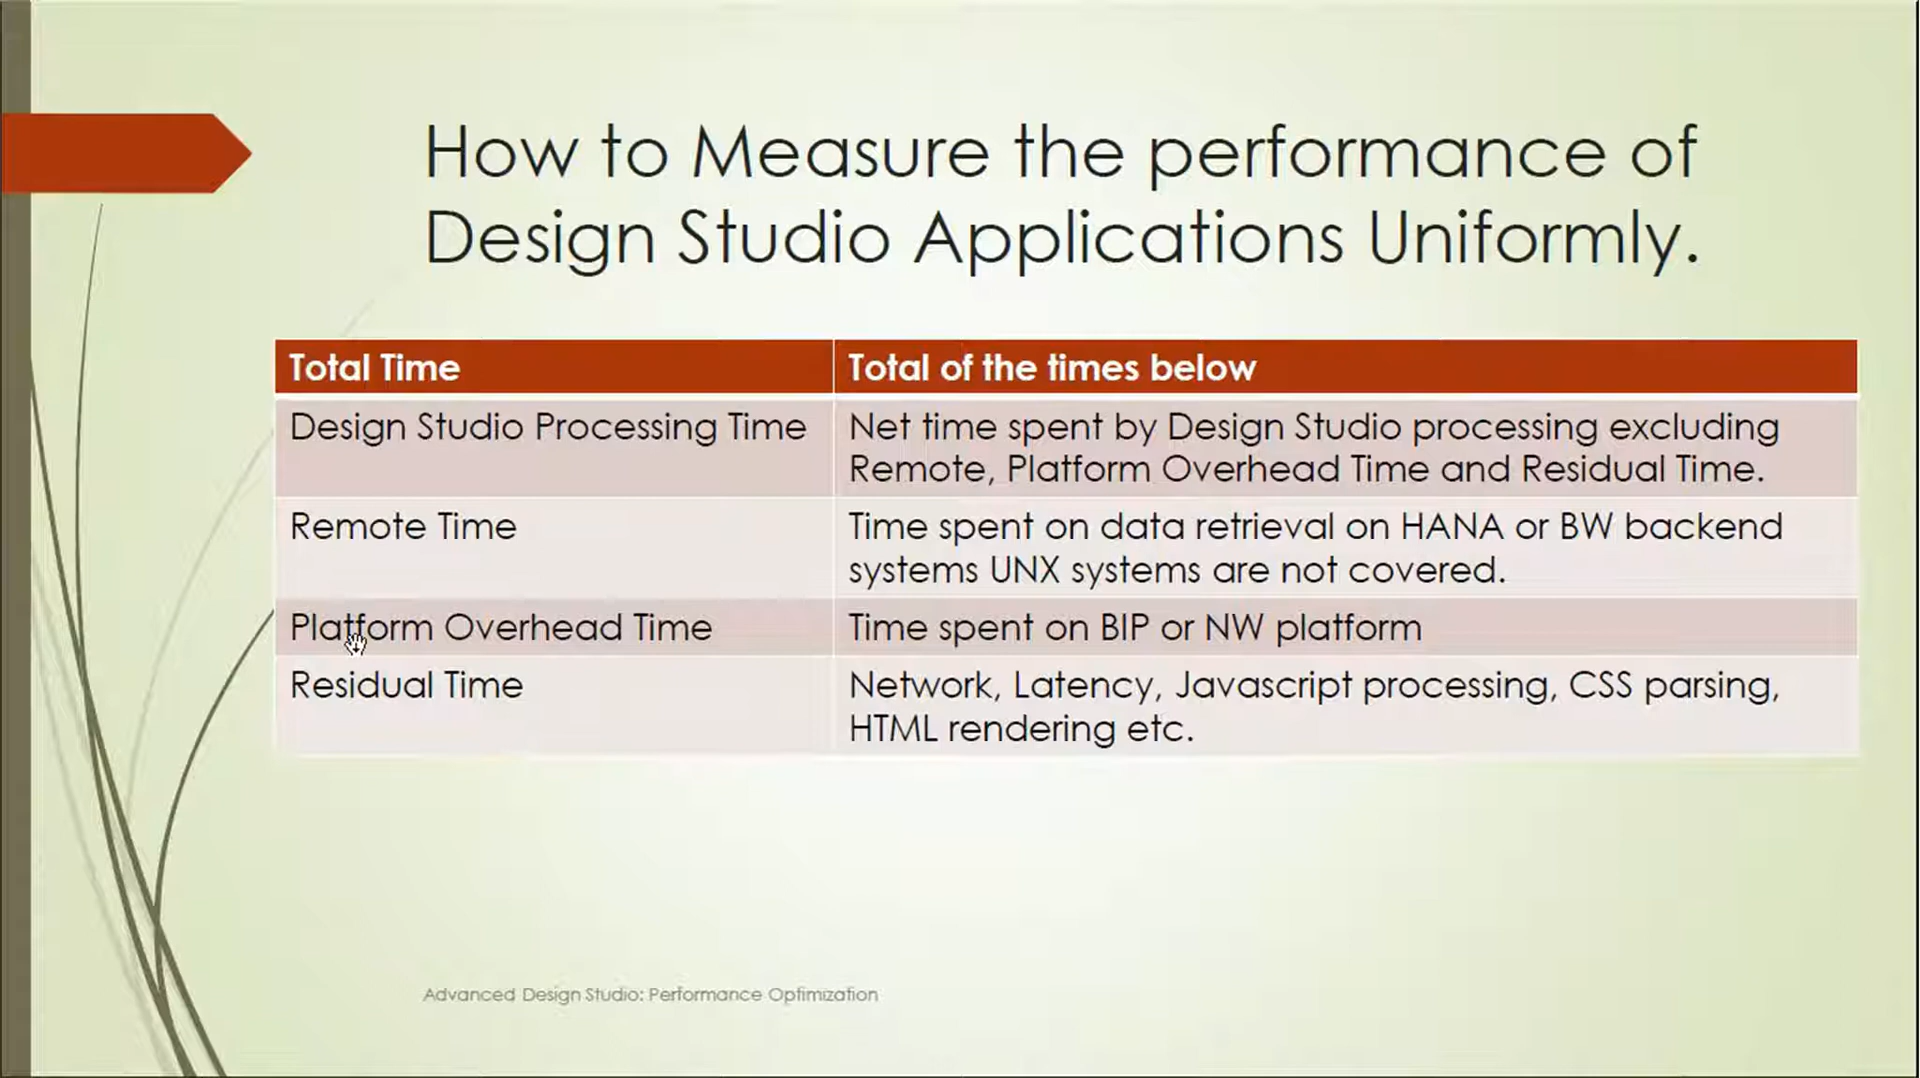 How to Measure the performance of
Design Studio Applications Uniformly.
Total Time
Total of the times below
Design Studio Processing Time
Net time spent by Design Studio processing excluding
Remote, Platform Overhead Time and Residual Time.
Remote Time
Time spent on data retrieval on HANA or BW backend
systems UNX systems are not covered.
Platform Overhead Time
Time spent on BIP or NW platform
Residual Time
Network, Latency, Javascript processing, CSS parsing,
HTML rendering etc.
Advanced Design Studio: Performance Optimization